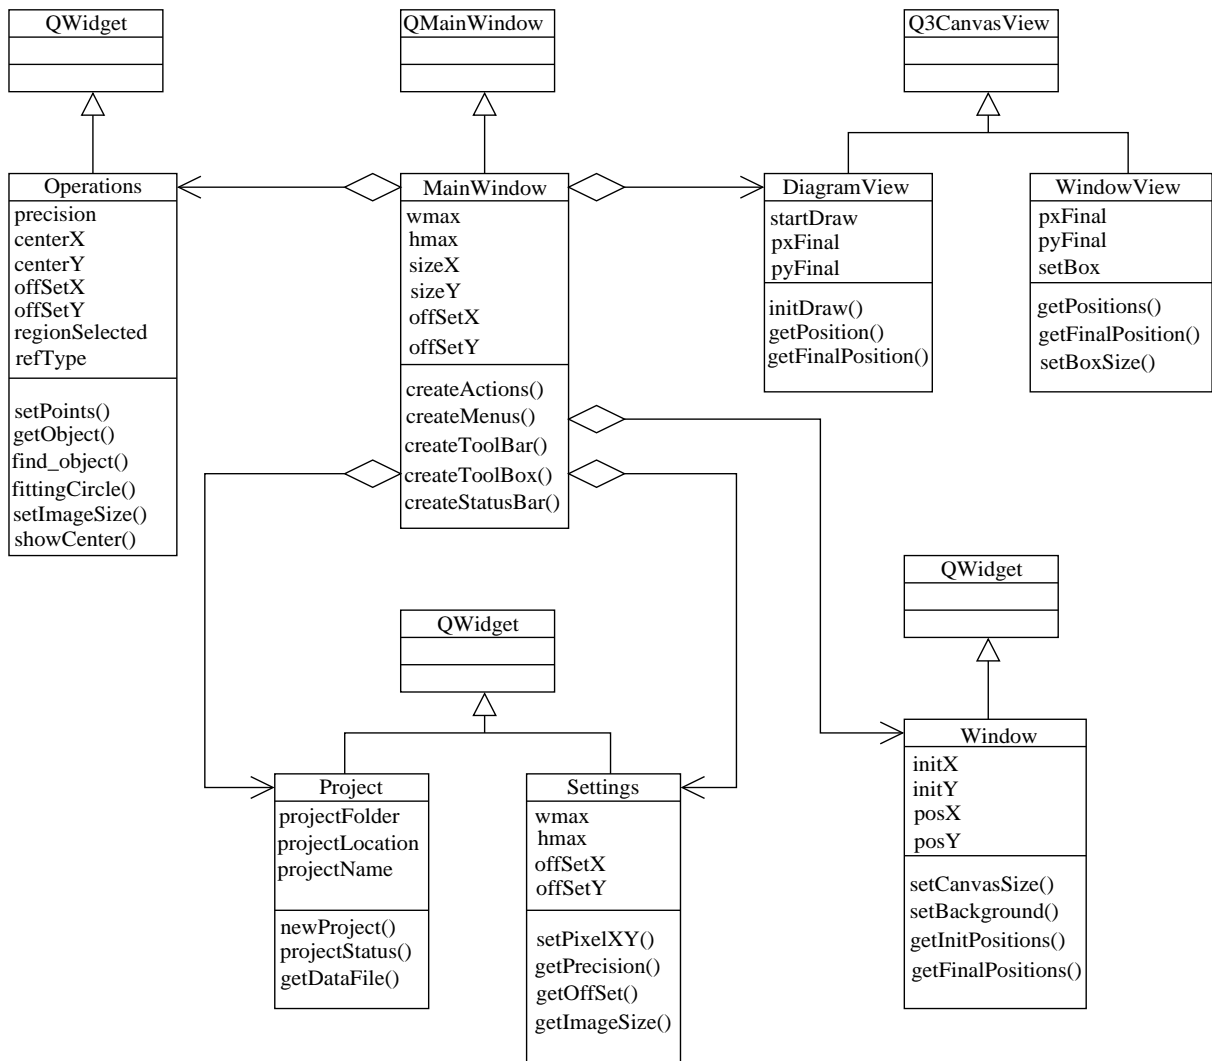 QWidget
QMainWindow
Q3CanvasView
Operations
precision
centerX
centerY
offSetX
offSetY
regionSelected
refType
setPoints()
getObject()
find_object()
fittingCircle()
setImageSize()
showCenter()
MainWindow
wmax
hmax
sizeX
sizeY
offSetX
offSetY
createActions()
createMenus()
createToolBar()
createToolBox()
createStatusBar()
DiagramView
startDraw
pxFinal
pyFinal
initDraw()
getPosition()
getFinalPosition()
WindowView
pxFinal
pyFinal
setBox
getPositions()
getFinalPosition()
setBoxSize()
QWidget
QWidget
Project
projectFolder
projectLocation
projectName
newProject()
projectStatus()
getDataFile()
Settings
wmax
hmax
offSetX
offSetY
setPixelXY()
getPrecision()
getOffSet()
getImageSize()
Window
initX
initY
posX
posY
setCanvasSize()
setBackground()
getInitPositions()
getFinalPositions()